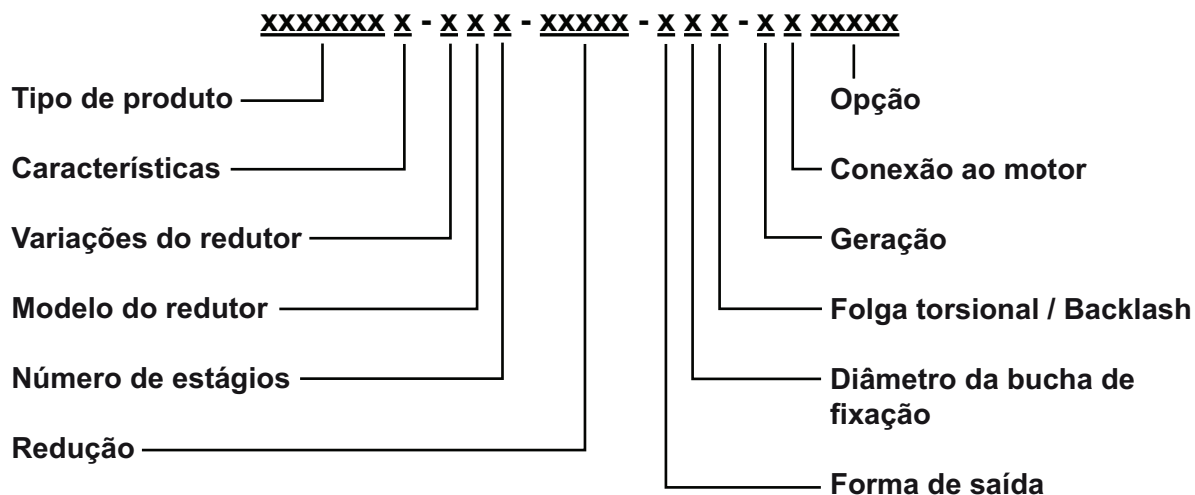 xxxxxxx x - x x x - xxxxx - x x x - x x xxxxx
Tipo de produto
Características
Variações do redutor
Modelo do redutor
Número de estágios
Redução
Opção
Conexão ao motor
Geração
Folga torsional / Backlash
Diâmetro da bucha de
fixação
Forma de saída